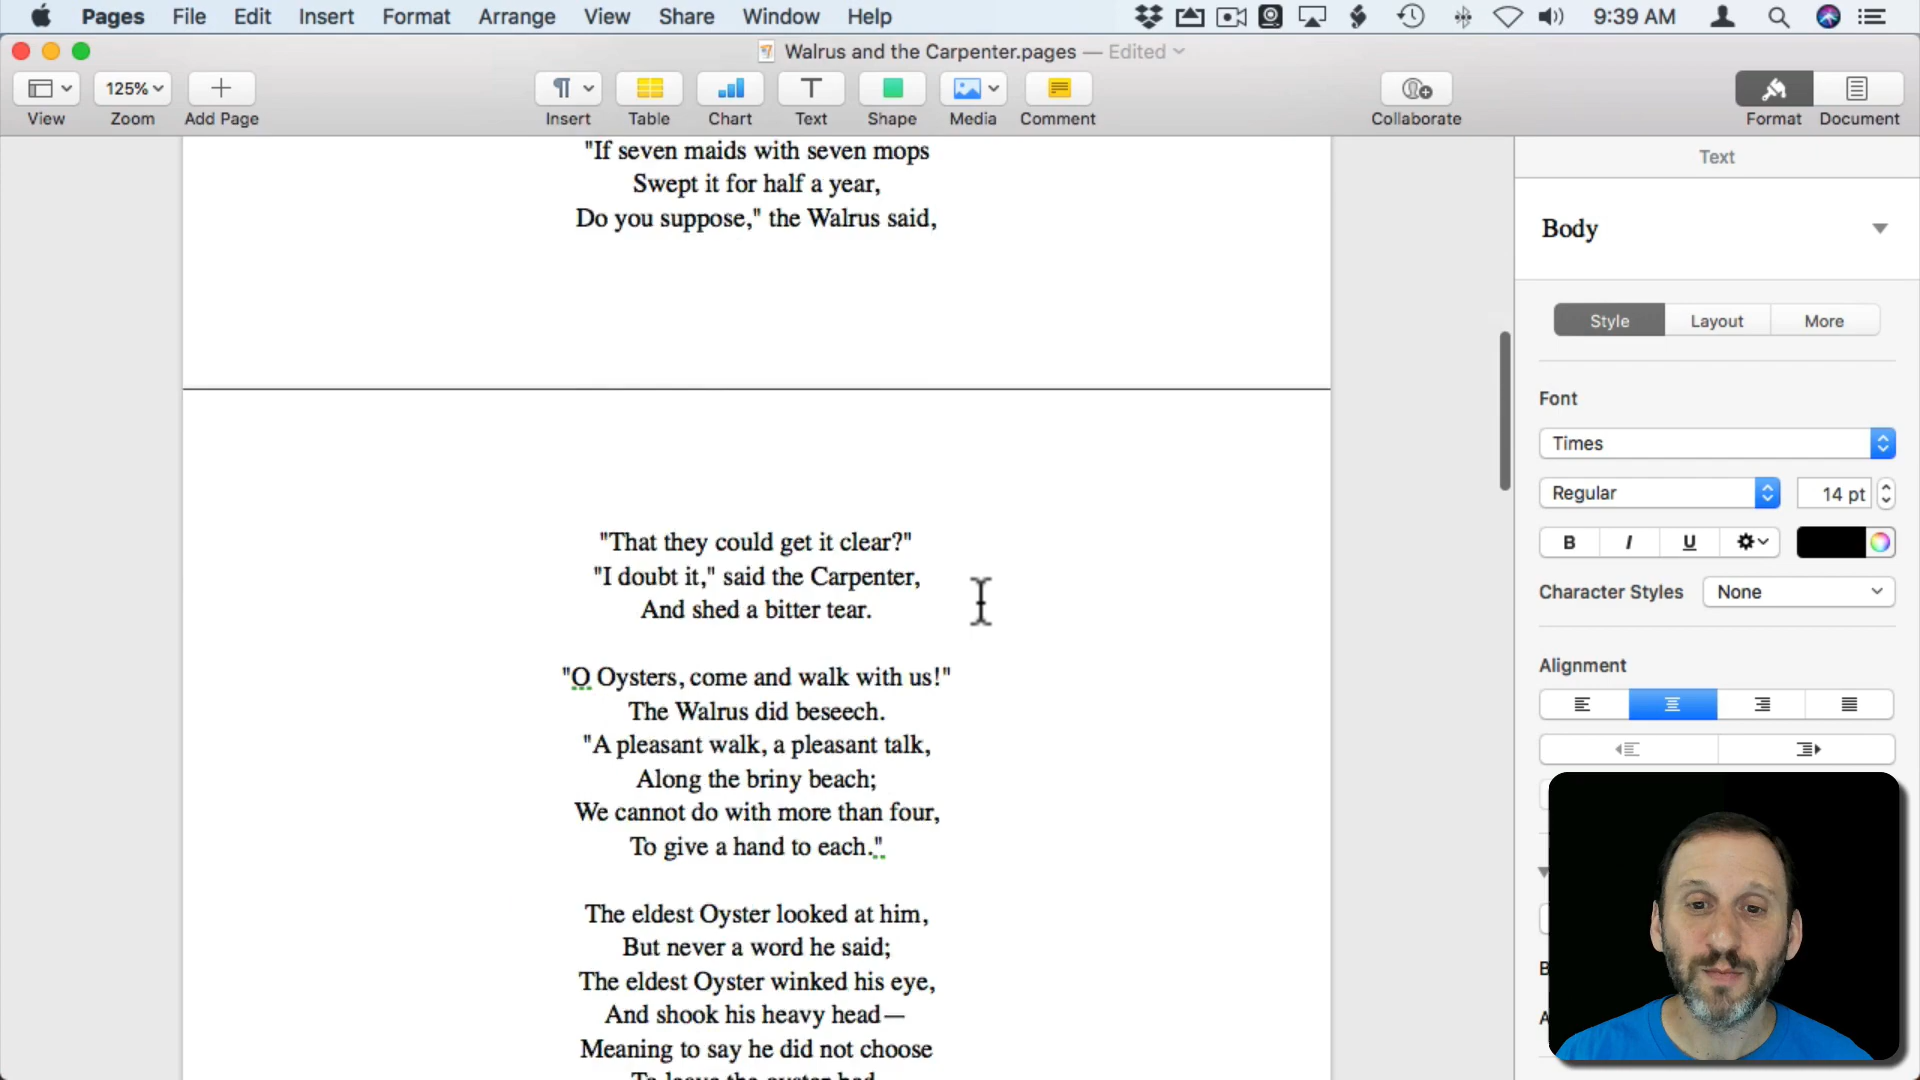 Pages File Edit Insert Format Arrange View Share Window Help 9:39 AM
Walrus and the Carpenter.pages — Edited
125%
View Zoom Add Page Insert Table Chart Text Shape Media Comment Collaborate Format Document
"If seven maids with seven mops
Swept it for half a year,
Do you suppose," the Walrus said,
"That they could get it clear?"
"I doubt it," said the Carpenter,
And shed a bitter tear.
"O Oysters, come and walk with us!"
The Walrus did beseech.
"A pleasant walk, a pleasant talk,
Along the briny beach;
We cannot do with more than four,
To give a hand to each."
The eldest Oyster looked at him,
But never a word he said;
The eldest Oyster winked his eye,
And shook his heavy head—
Meaning to say he did not choose
Text
Body
Style Layout More
Font
Times
Regular 14 pt
B I U
Character Styles None
Alignment